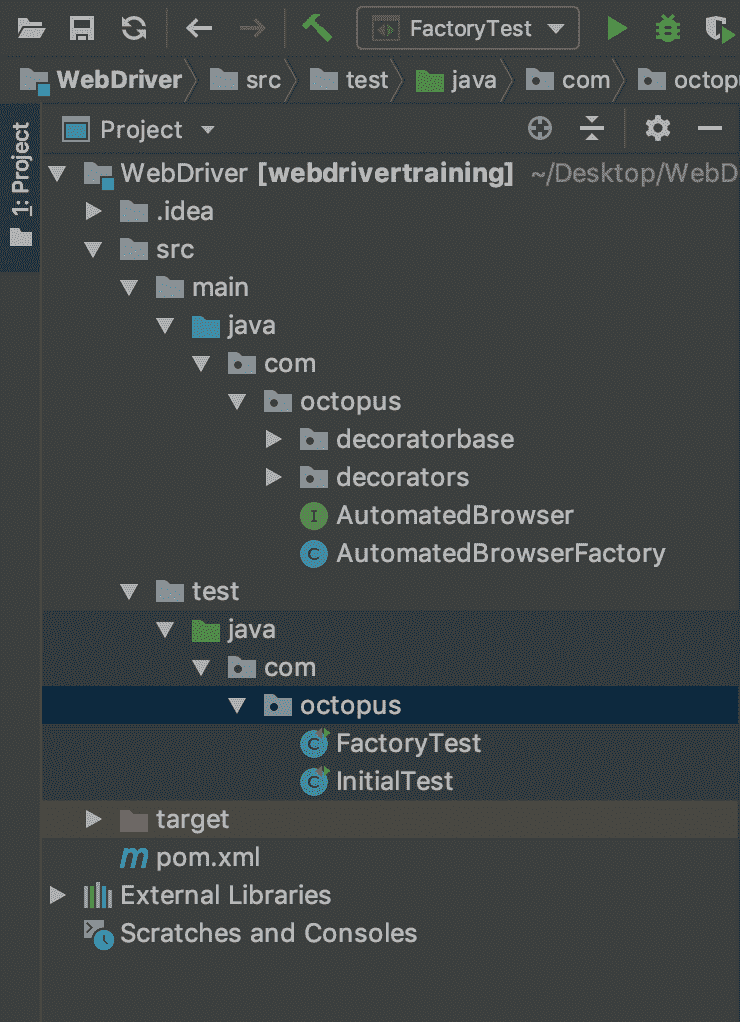 FactoryTest
WebDriver src test java com octop
1: Project
Project
WebDriver [webdrivertraining] ~/Desktop/WebD
.idea
src
main
java
com
octopus
decoratorbase
decorators
I AutomatedBrowser
C AutomatedBrowserFactory
test
java
com
octopus
C FactoryTest
C InitialTest
target
m pom.xml
External Libraries
Scratches and Consoles